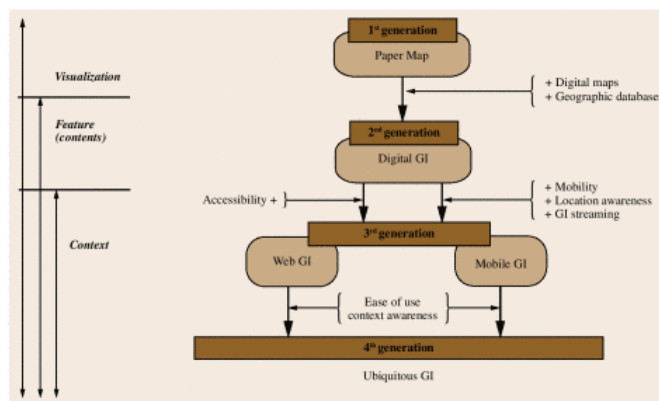 1st generation
Paper Map
Visualization
+ Digital maps
+ Geographic database
Feature
(contents)
2nd generation
Digital GI
Accessibility +
+ Mobility
+ Location awareness
+ GI streaming
3rd generation
Context
Web GI
Mobile GI
Ease of use
context awareness
4th generation
Ubiquitous GI